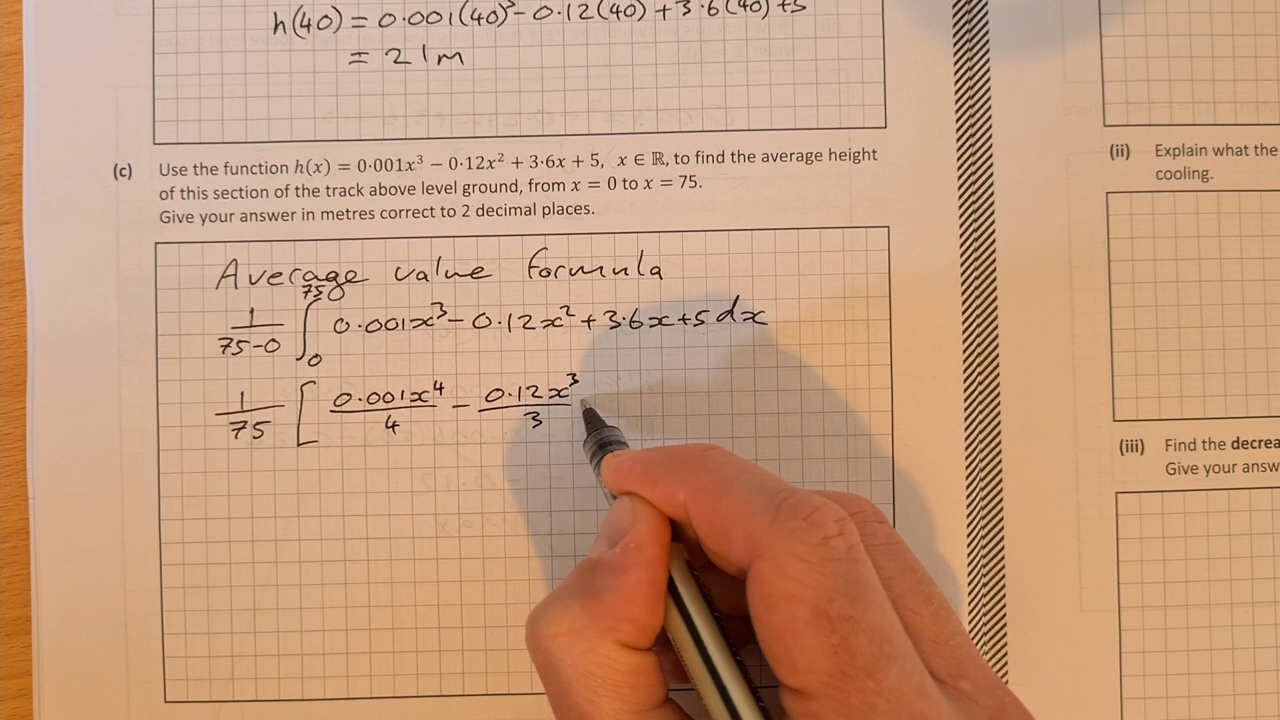 h(40) = 0.001(40)³ - 0.12(40) + 3.6(40) + 5
= 21m
(c) Use the function h(x) = 0·001x³ − 0·12x² + 3·6x + 5, x ∈ ℝ, to find the average height
of this section of the track above level ground, from x = 0 to x = 75.
Give your answer in metres correct to 2 decimal places.
Average value formula
1/(75-0) ∫₀⁷⁵ 0.001x³ - 0.12x² + 3.6x + 5 dx
1/75 [ 0.001x⁴/4 - 0.12x³/3
(ii) Explain what the
cooling.
(iii) Find the decrea
Give your answ